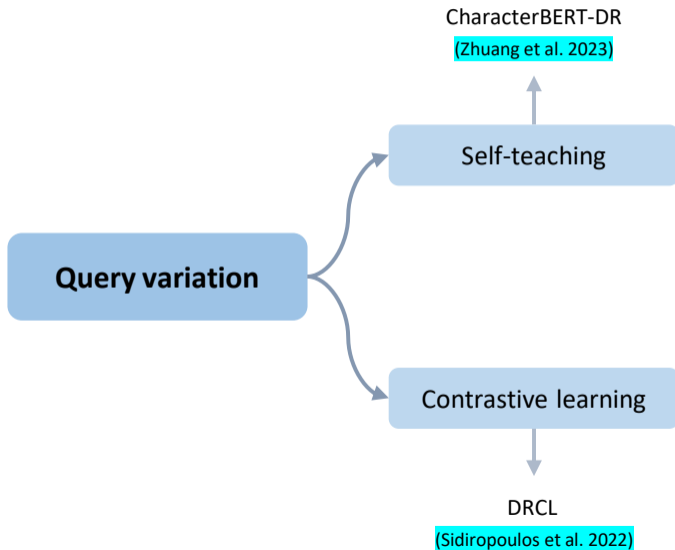 CharacterBERT-DR
(Zhuang et al. 2023)
Self-teaching
Query variation
Contrastive learning
DRCL
(Sidiropoulos et al. 2022)